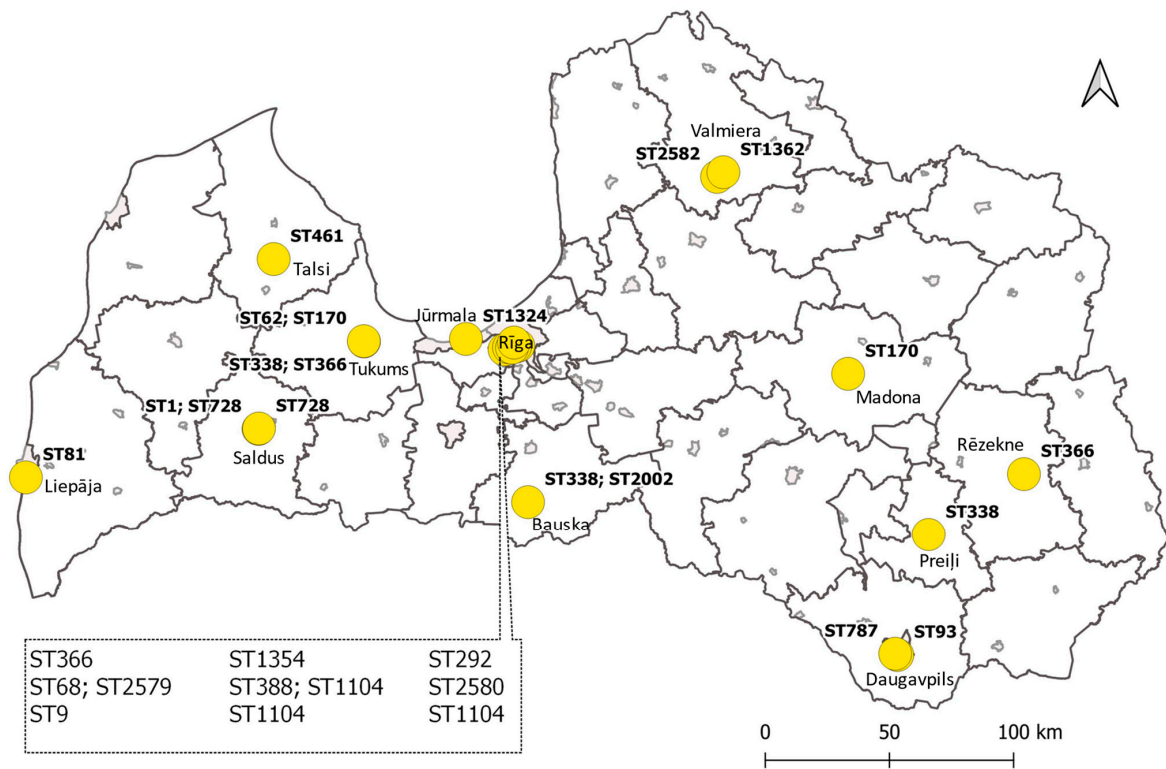 Valmiera
ST2582
ST1362
ST461
Talsi
ST62; ST170
ST338; ST366
Tukums
Jūrmala
ST1324
Rīga
ST170
Madona
ST1; ST728
ST728
Saldus
ST81
Liepāja
ST338; ST2002
Bauska
Rēzekne
ST366
ST338
Preiļi
ST787
ST93
Daugavpils
ST366 ST1354 ST292
ST68; ST2579 ST388; ST1104 ST2580
ST9 ST1104 ST1104
0 50 100 km